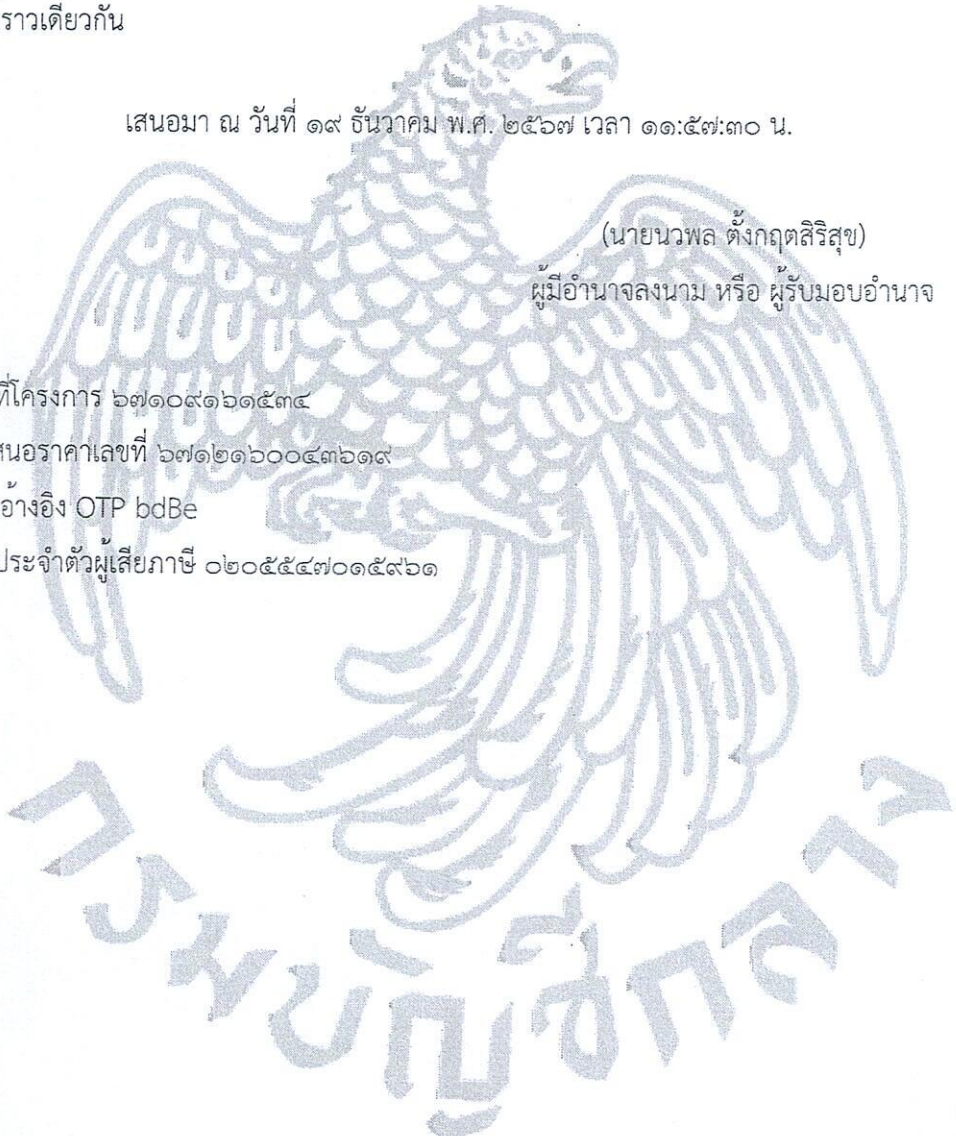 ราวเดียวกัน
เสนอมา ณ วันที่ ๑๙ ธันวาคม พ.ศ. ๒๕๖๗ เวลา ๑๑:๕๗:๓๐ น.
(นายนวพล ตั้งกฤตสิริสุข)
ผู้มีอำนาจลงนาม หรือ ผู้รับมอบอำนาจ
ที่โครงการ ๖๗๑๐๙๑๖๑๕๓๔
สนอราคาเลขที่ ๖๗๑๒๑๖๐๐๔๓๖๑๙
อ้างอิง OTP bdBe
ประจำตัวผู้เสียภาษี ๐๒๐๕๕๔๗๐๑๕๙๖๑
กรมบัญชีกลาง